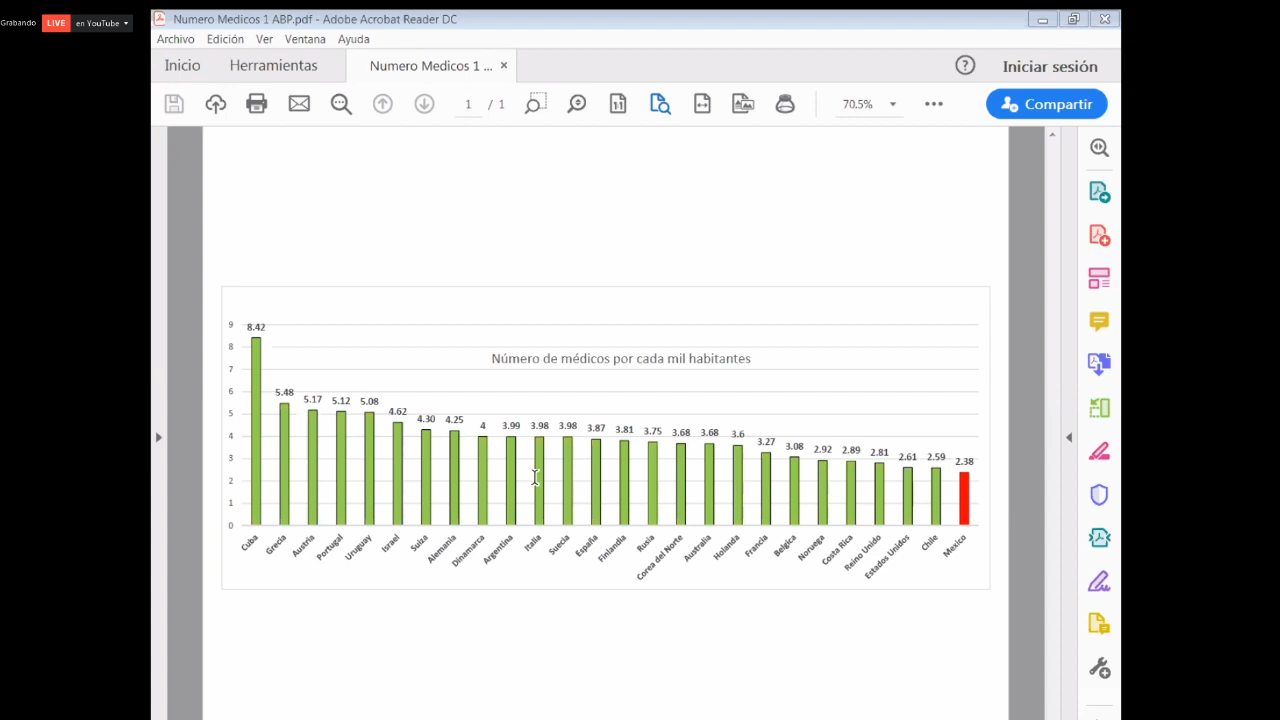 Grabando LIVE en YouTube
Numero Medicos 1 ABP.pdf - Adobe Acrobat Reader DC
Archivo Edición Ver Ventana Ayuda
Inicio Herramientas Numero Medicos 1 ... × ? Iniciar sesión
1 / 1 70.5% Compartir
Número de médicos por cada mil habitantes
9
8
7
6
5
4
3
2
1
0
8.42 5.48 5.17 5.12 5.08 4.62 4.30 4.25 4 3.99 3.98 3.98 3.87 3.81 3.75 3.68 3.68 3.6 3.27 3.08 2.92 2.89 2.81 2.61 2.59 2.38
Cuba Grecia Austria Portugal Uruguay Israel Suiza Alemania Dinamarca Argentina Italia Suecia España Finlandia Rusia Corea del Norte Australia Holanda Francia Belgica Noruega Costa Rica Reino Unido Estados Unidos Chile Mexico